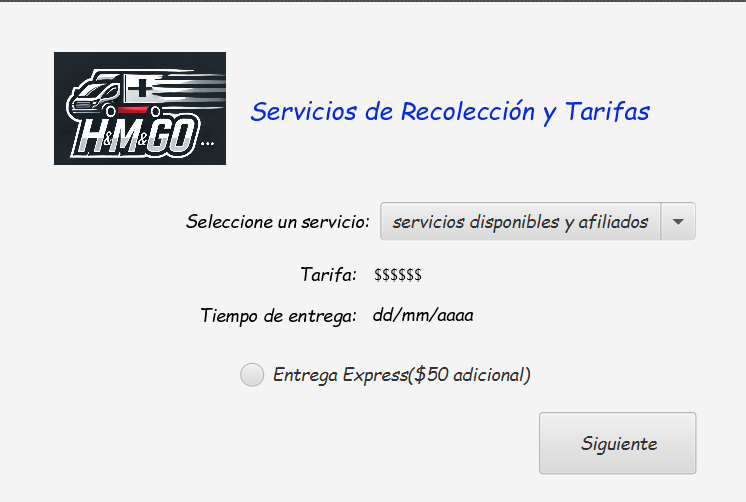 H&M&GO...
Servicios de Recolección y Tarifas
Seleccione un servicio: servicios disponibles y afiliados
Tarifa: $$$$$$
Tiempo de entrega: dd/mm/aaaa
Entrega Express($50 adicional)
Siguiente